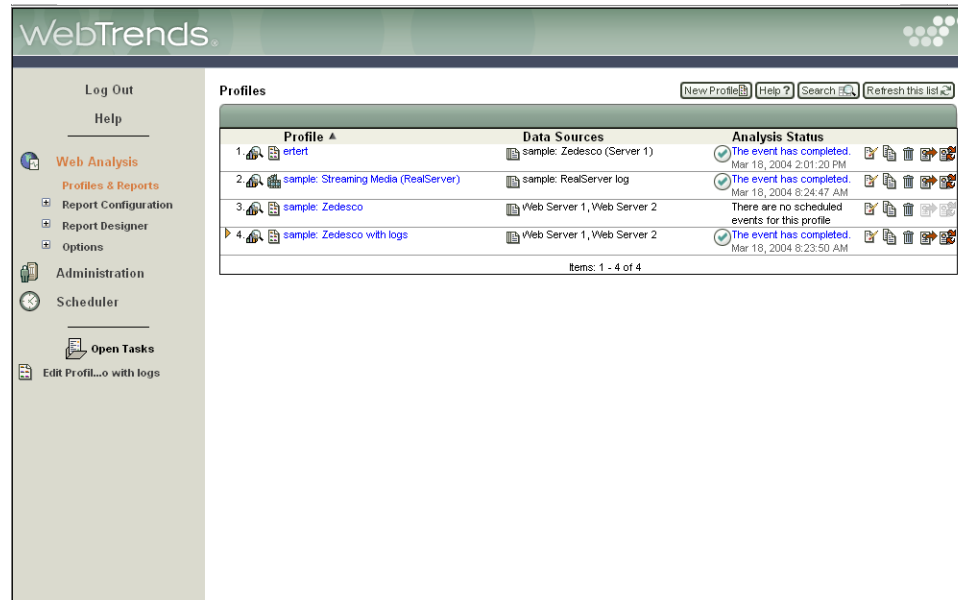 WebTrends®
Log Out
Help
Web Analysis
Profiles & Reports
Report Configuration
Report Designer
Options
Administration
Scheduler
Open Tasks
Edit Profil...o with logs
Profiles
New Profile
Help ?
Search
Refresh this list
Profile Data Sources Analysis Status
1. ertert sample: Zedesco (Server 1) The event has completed.
Mar 18, 2004 2:01:20 PM
2. sample: Streaming Media (RealServer) sample: RealServer log The event has completed.
Mar 18, 2004 8:24:47 AM
3. sample: Zedesco Web Server 1, Web Server 2 There are no scheduled
events for this profile
4. sample: Zedesco with logs Web Server 1, Web Server 2 The event has completed.
Mar 18, 2004 8:23:50 AM
Items: 1 - 4 of 4